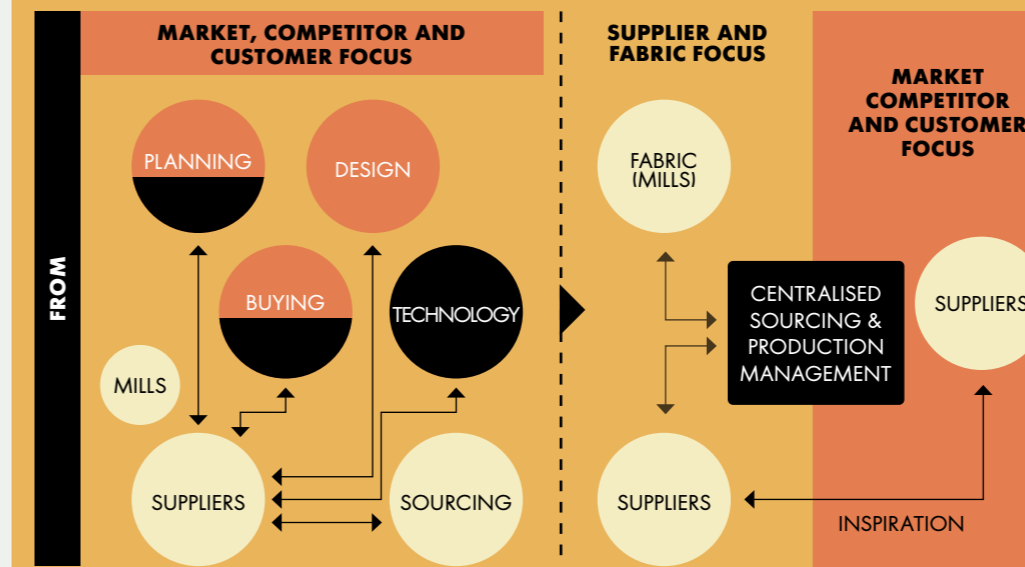 FROM
MARKET, COMPETITOR AND
CUSTOMER FOCUS
PLANNING
DESIGN
BUYING
TECHNOLOGY
MILLS
SUPPLIERS
SOURCING
SUPPLIER AND
FABRIC FOCUS
FABRIC
(MILLS)
CENTRALISED
SOURCING &
PRODUCTION
MANAGEMENT
SUPPLIERS
MARKET
COMPETITOR
AND CUSTOMER
FOCUS
SUPPLIERS
INSPIRATION